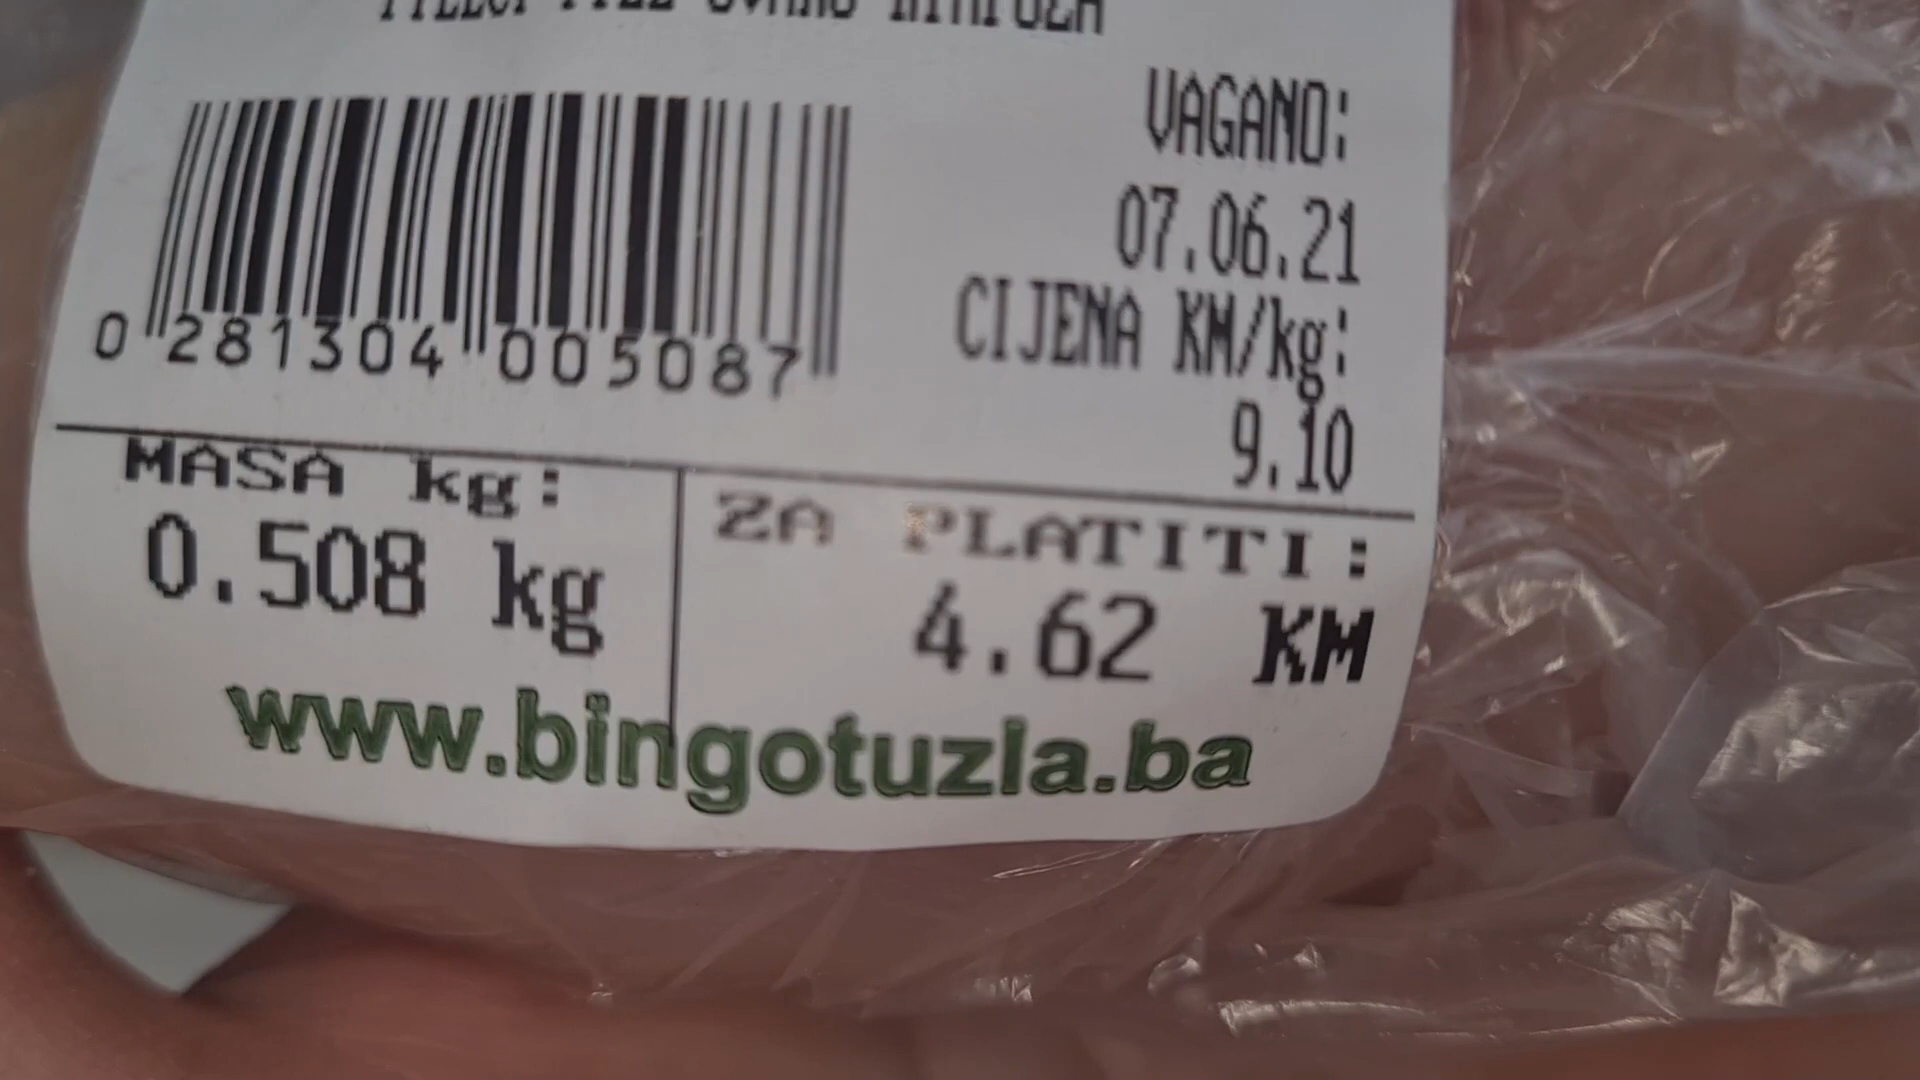 VAGANO:
07.06.21
CIJENA KM/kg:
9.10
0 281304 005087
MASA kg:
0.508 kg
ZA PLATITI:
4.62 KM
www.bingotuzla.ba